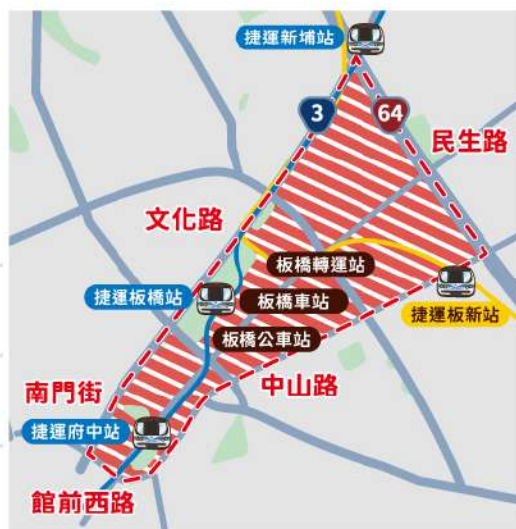 捷運新埔站
3
64
民生路
文化路
板橋轉運站
捷運板橋站
板橋車站
捷運板新站
板橋公車站
中山路
南門街
捷運府中站
館前西路